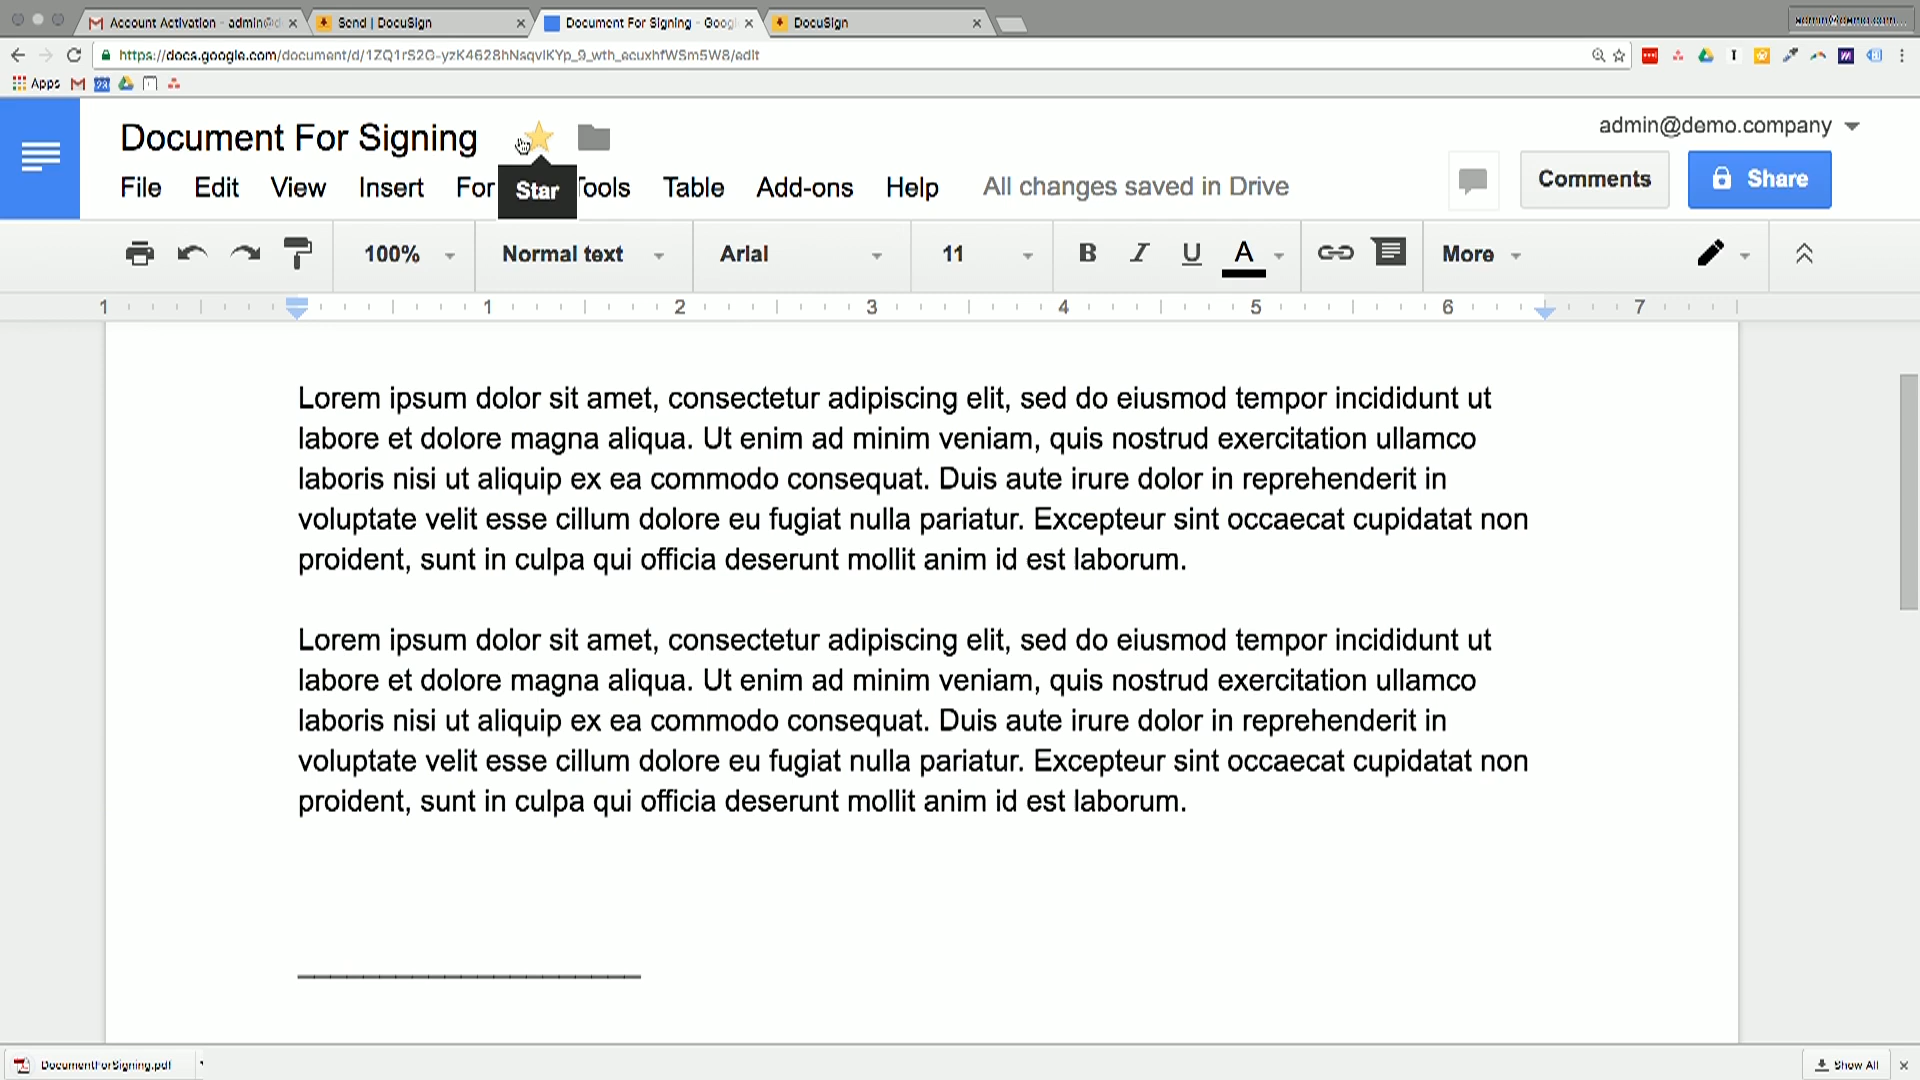 Account Activation - admin@d
Send | DocuSign
Document For Signing - Googl
DocuSign
https://docs.google.com/document/d/
/edit
Apps
Document For Signing
admin@demo.company
File Edit View Insert For Tools Table Add-ons Help All changes saved in Drive
Star
Comments
Share
100% Normal text Arial 11 B I U A More
1 1 2 3 4 5 6 7
Lorem ipsum dolor sit amet, consectetur adipiscing elit, sed do eiusmod tempor incididunt ut
labore et dolore magna aliqua. Ut enim ad minim veniam, quis nostrud exercitation ullamco
laboris nisi ut aliquip ex ea commodo consequat. Duis aute irure dolor in reprehenderit in
voluptate velit esse cillum dolore eu fugiat nulla pariatur. Excepteur sint occaecat cupidatat non
proident, sunt in culpa qui officia deserunt mollit anim id est laborum.
Lorem ipsum dolor sit amet, consectetur adipiscing elit, sed do eiusmod tempor incididunt ut
labore et dolore magna aliqua. Ut enim ad minim veniam, quis nostrud exercitation ullamco
laboris nisi ut aliquip ex ea commodo consequat. Duis aute irure dolor in reprehenderit in
voluptate velit esse cillum dolore eu fugiat nulla pariatur. Excepteur sint occaecat cupidatat non
proident, sunt in culpa qui officia deserunt mollit anim id est laborum.
DocumentForSigning.pdf
Show All